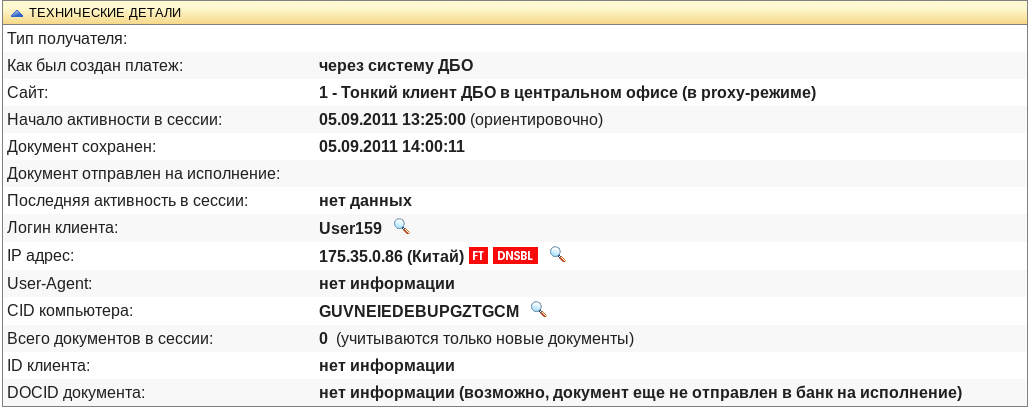 ТЕХНИЧЕСКИЕ ДЕТАЛИ
Тип получателя:
Как был создан платеж: через систему ДБО
Сайт: 1 - Тонкий клиент ДБО в центральном офисе (в proxy-режиме)
Начало активности в сессии: 05.09.2011 13:25:00 (ориентировочно)
Документ сохранен: 05.09.2011 14:00:11
Документ отправлен на исполнение:
Последняя активность в сессии: нет данных
Логин клиента: User159
IP адрес: 175.35.0.86 (Китай) FT DNSBL
User-Agent: нет информации
CID компьютера: GUVNEIEDEBUPGZTGCM
Всего документов в сессии: 0 (учитываются только новые документы)
ID клиента: нет информации
DOCID документа: нет информации (возможно, документ еще не отправлен в банк на исполнение)